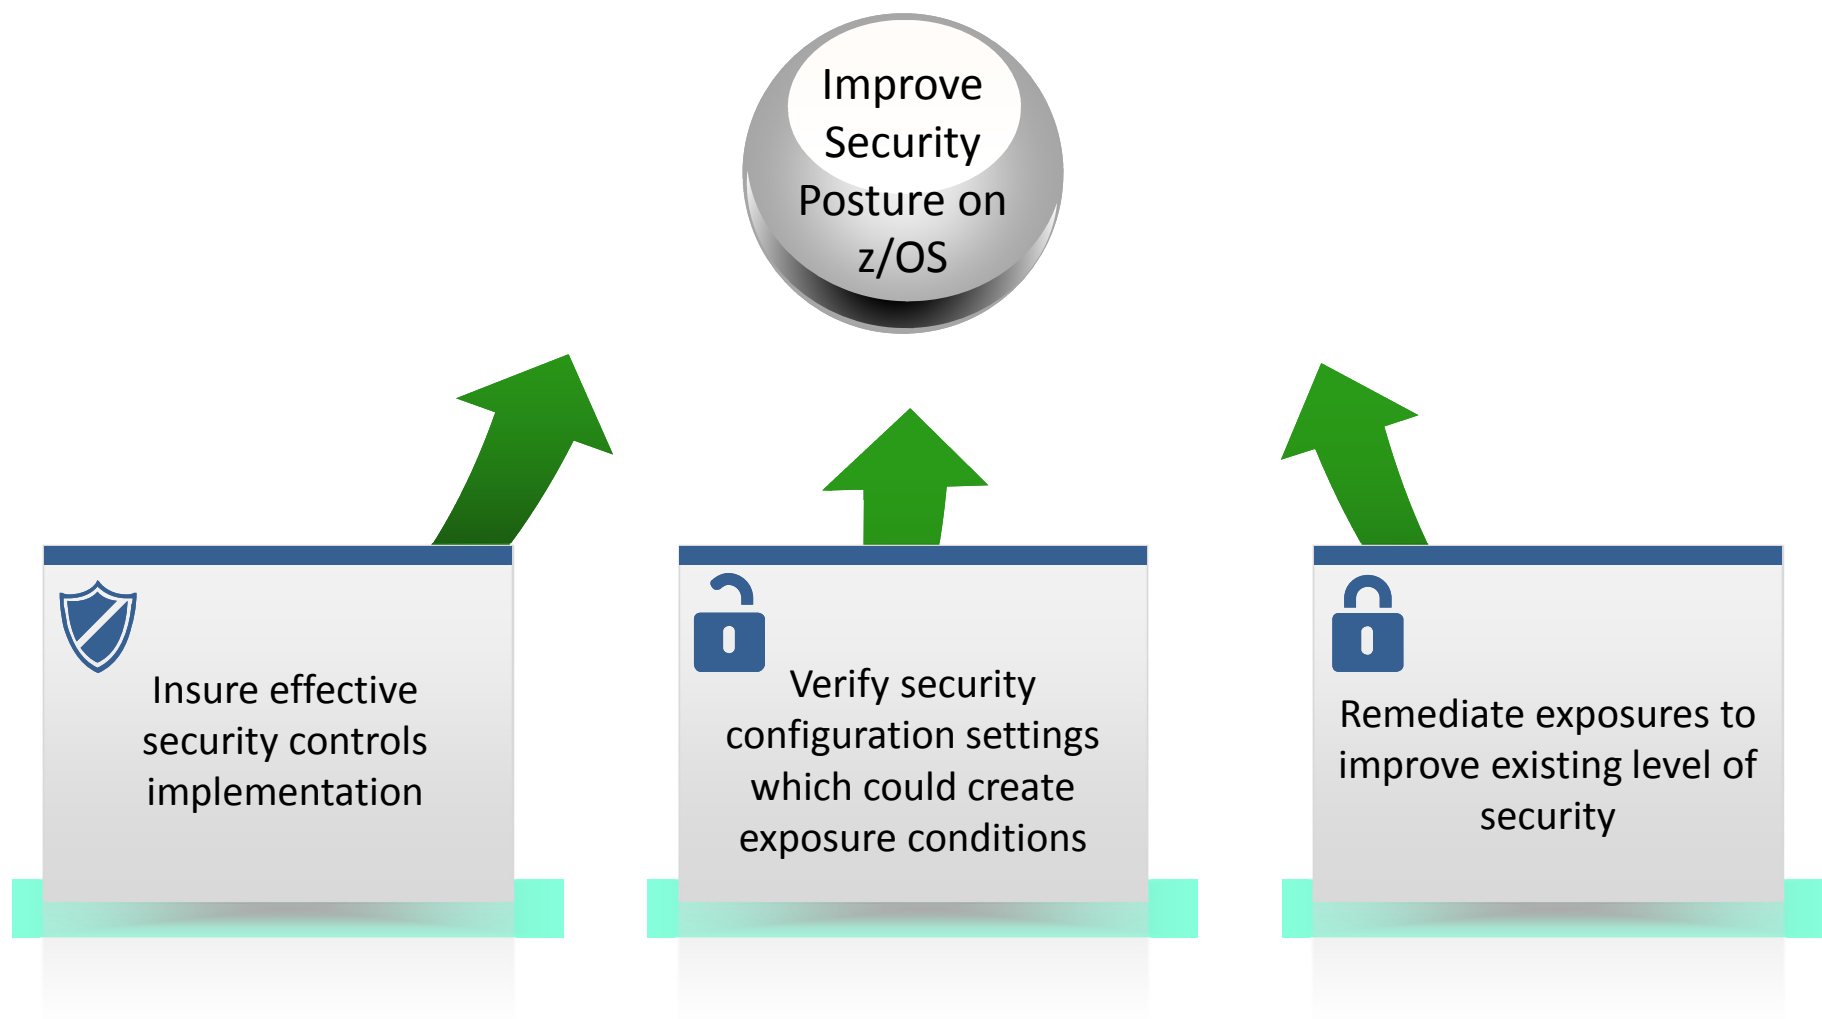 Improve
Security
Posture on
z/OS
Insure effective
security controls
implementation
Verify security
configuration settings
which could create
exposure conditions
Remediate exposures to
improve existing level of
security